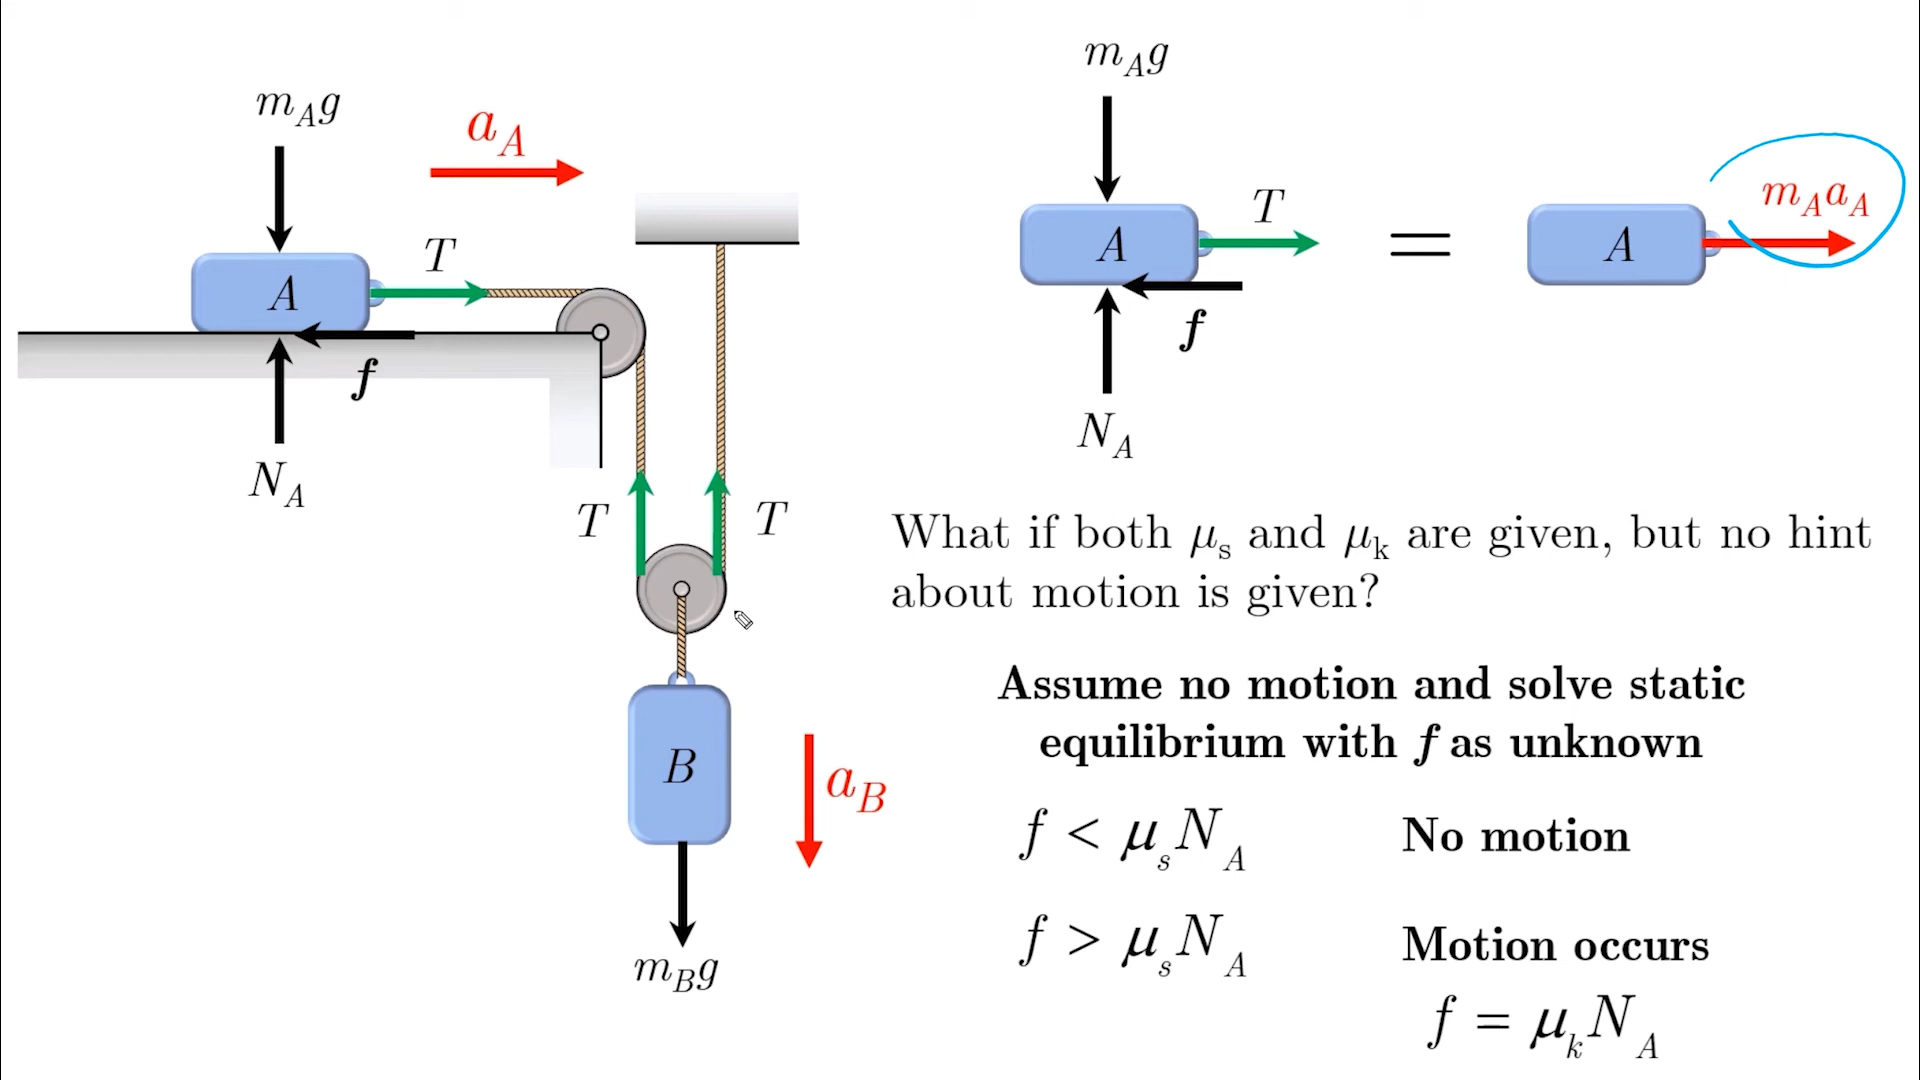 m_A g
a_A
T
A
f
N_A
T
T
B
a_B
m_B g
m_A g
A
T
f
N_A
=
A
m_A a_A
What if both μ_s and μ_k are given, but no hint
about motion is given?
Assume no motion and solve static
equilibrium with f as unknown
f < μ_s N_A No motion
f > μ_s N_A Motion occurs
f = μ_k N_A